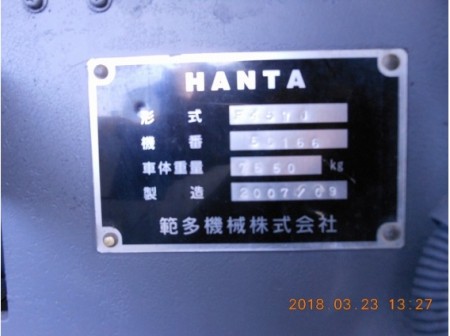 HANTA
形式
機番
車体重量 7550 kg
製造 2007/09
範多機械株式会社
2018.03.23 13:27